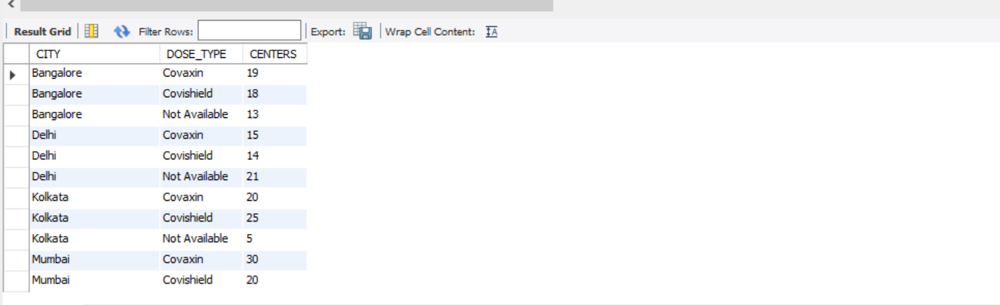 Result Grid Filter Rows: Export: Wrap Cell Content: IA
CITY DOSE_TYPE CENTERS
Bangalore Covaxin 19
Bangalore Covishield 18
Bangalore Not Available 13
Delhi Covaxin 15
Delhi Covishield 14
Delhi Not Available 21
Kolkata Covaxin 20
Kolkata Covishield 25
Kolkata Not Available 5
Mumbai Covaxin 30
Mumbai Covishield 20